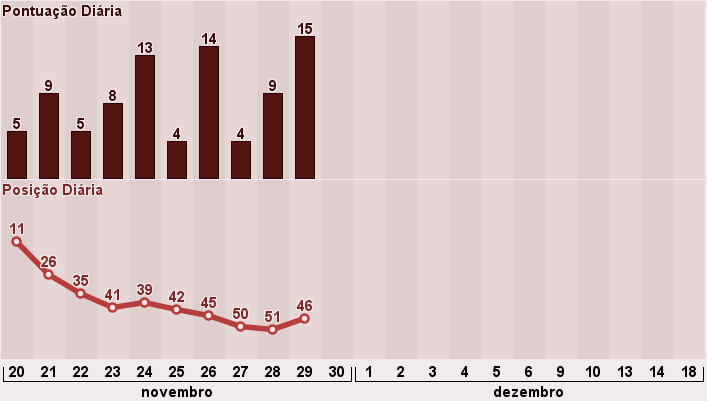 Pontuação Diária
5 9 5 8 13 4 14 4 9 15
Posição Diária
11 26 35 41 39 42 45 50 51 46
20 21 22 23 24 25 26 27 28 29 30 1 2 3 4 5 6 9 10 13 14 18
novembro dezembro